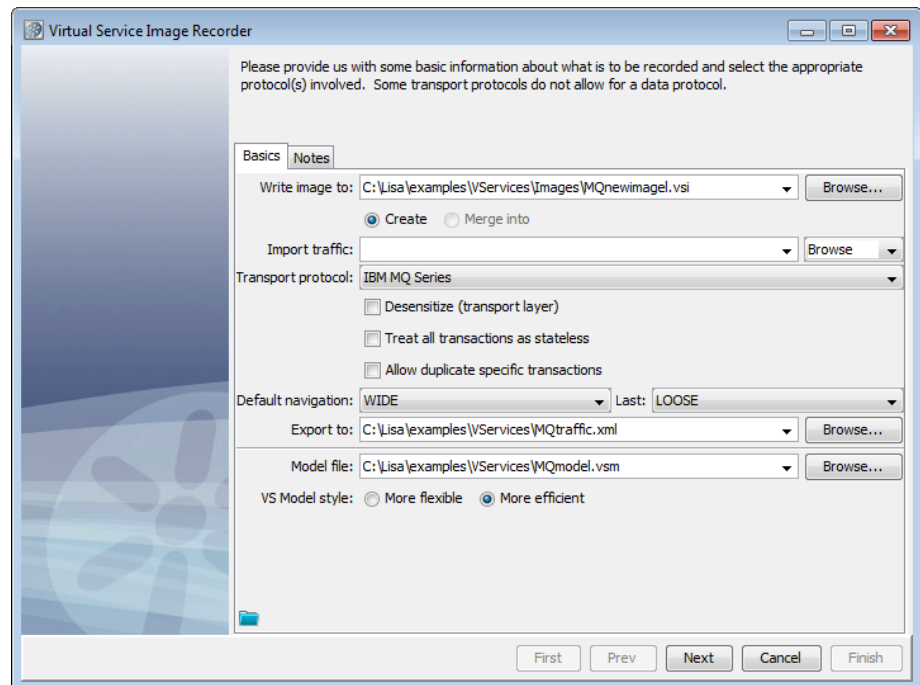 Virtual Service Image Recorder
Please provide us with some basic information about what is to be recorded and select the appropriate
protocol(s) involved.  Some transport protocols do not allow for a data protocol.
Basics Notes
Write image to: C:\Lisa\examples\VServices\Images\MQnewimagel.vsi Browse...
Create Merge into
Import traffic: Browse
Transport protocol: IBM MQ Series
Desensitize (transport layer)
Treat all transactions as stateless
Allow duplicate specific transactions
Default navigation: WIDE Last: LOOSE
Export to: C:\Lisa\examples\VServices\MQtraffic.xml Browse...
Model file: C:\Lisa\examples\VServices\MQmodel.vsm Browse...
VS Model style: More flexible More efficient
First Prev Next Cancel Finish